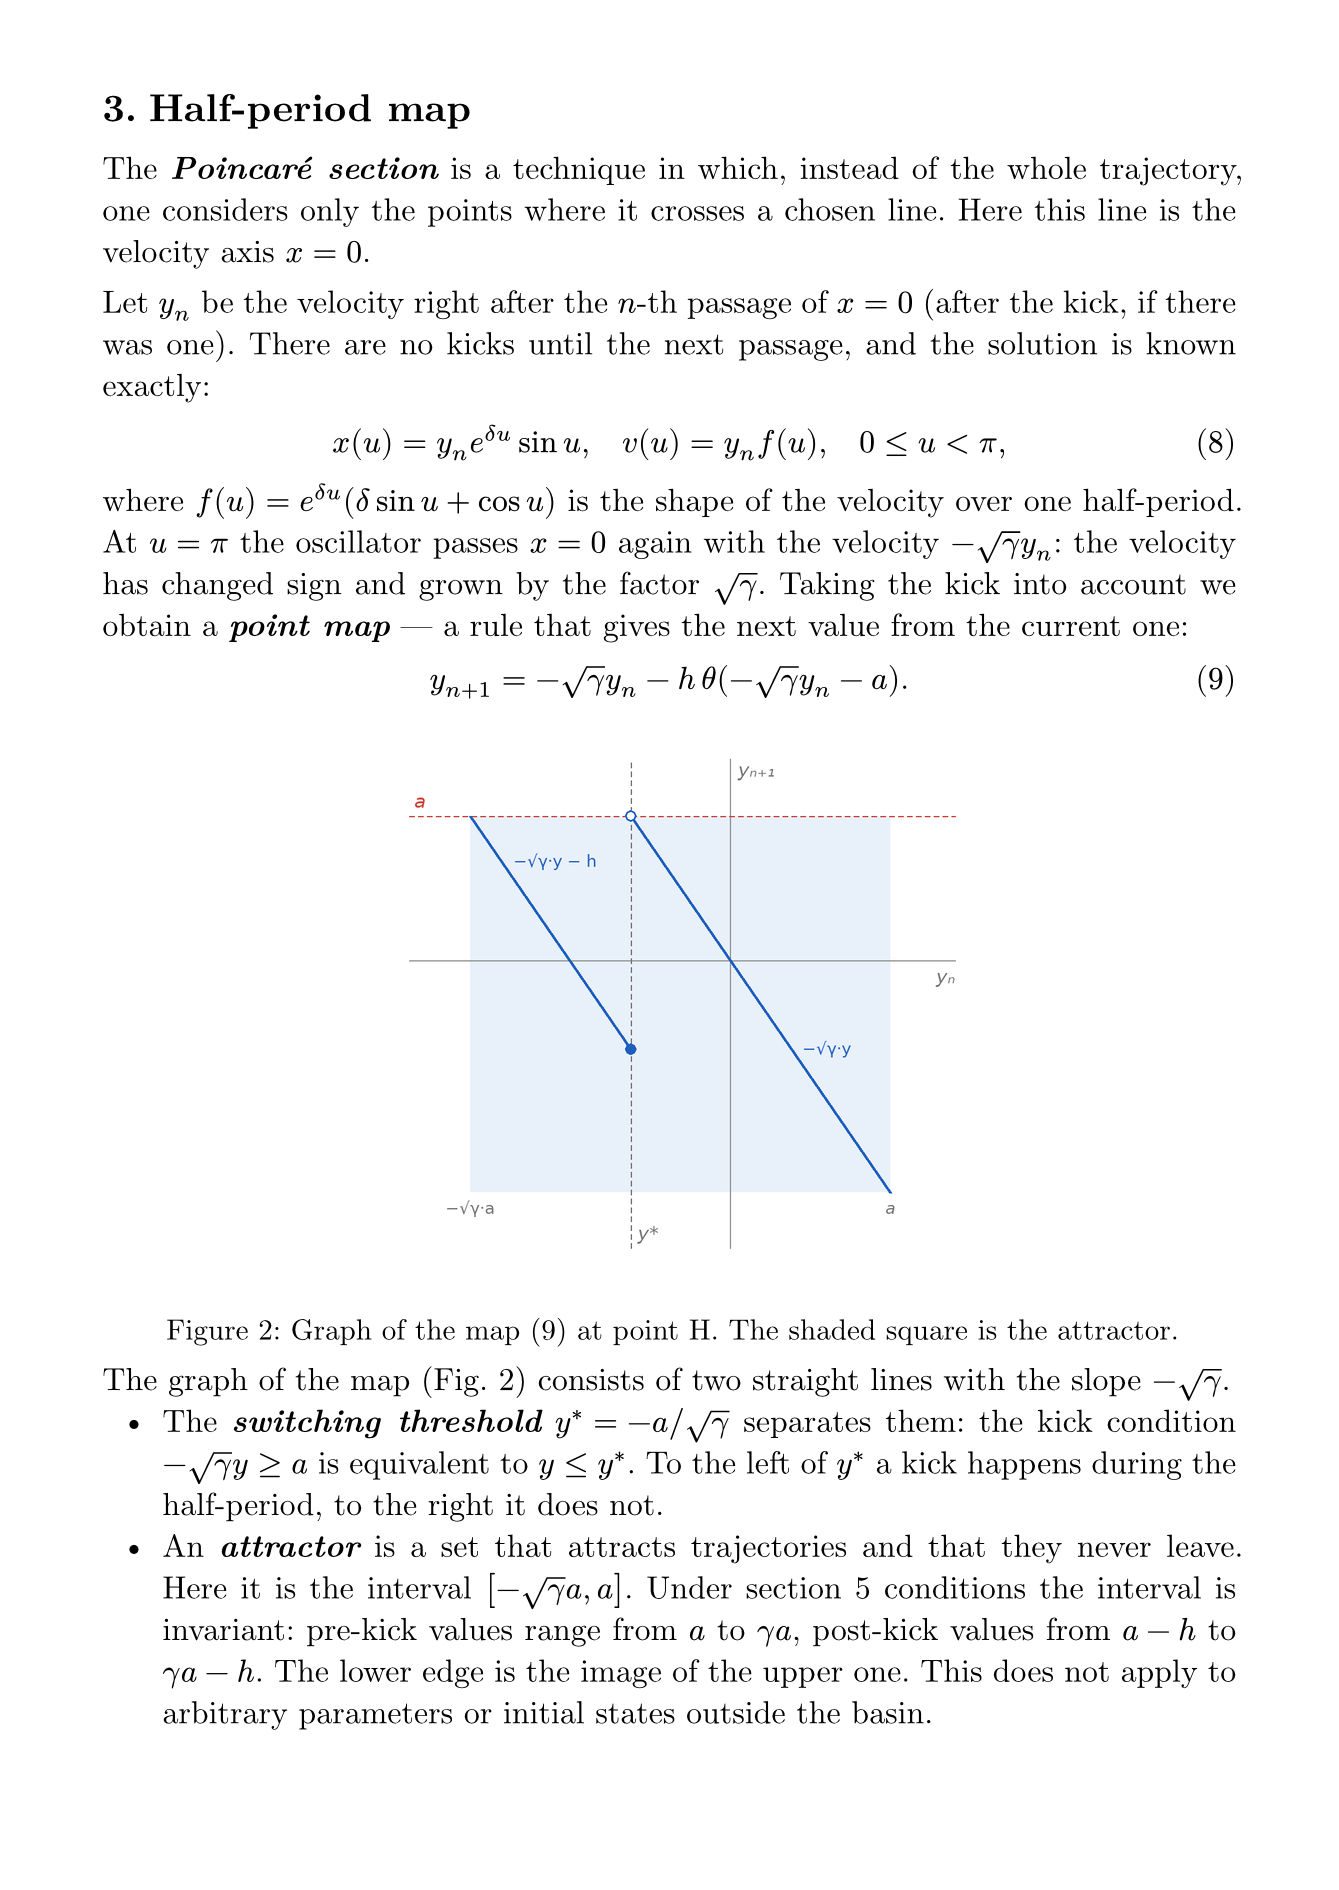 3. Half-period map
The Poincaré section is a technique in which, instead of the whole trajectory,
one considers only the points where it crosses a chosen line. Here this line is the
velocity axis x = 0.
Let yₙ be the velocity right after the n-th passage of x = 0 (after the kick, if there
was one). There are no kicks until the next passage, and the solution is known
exactly:
x(u) = yₙe^{δu} sin u, v(u) = yₙf(u), 0 ≤ u < π, (8)
where f(u) = e^{δu}(δ sin u + cos u) is the shape of the velocity over one half-period.
At u = π the oscillator passes x = 0 again with the velocity −√γyₙ: the velocity
has changed sign and grown by the factor √γ. Taking the kick into account we
obtain a point map — a rule that gives the next value from the current one:
yₙ₊₁ = −√γyₙ − h θ(−√γyₙ − a). (9)
yₙ₊₁
a
−√γ·y − h
yₙ
−√γ·y
−√γ·a
a
y*
Figure 2: Graph of the map (9) at point H. The shaded square is the attractor.
The graph of the map (Fig. 2) consists of two straight lines with the slope −√γ.
• The switching threshold y* = −a/√γ separates them: the kick condition
−√γy ≥ a is equivalent to y ≤ y*. To the left of y* a kick happens during the
half-period, to the right it does not.
• An attractor is a set that attracts trajectories and that they never leave.
Here it is the interval [−√γa, a]. Under section 5 conditions the interval is
invariant: pre-kick values range from a to γa, post-kick values from a − h to
γa − h. The lower edge is the image of the upper one. This does not apply to
arbitrary parameters or initial states outside the basin.